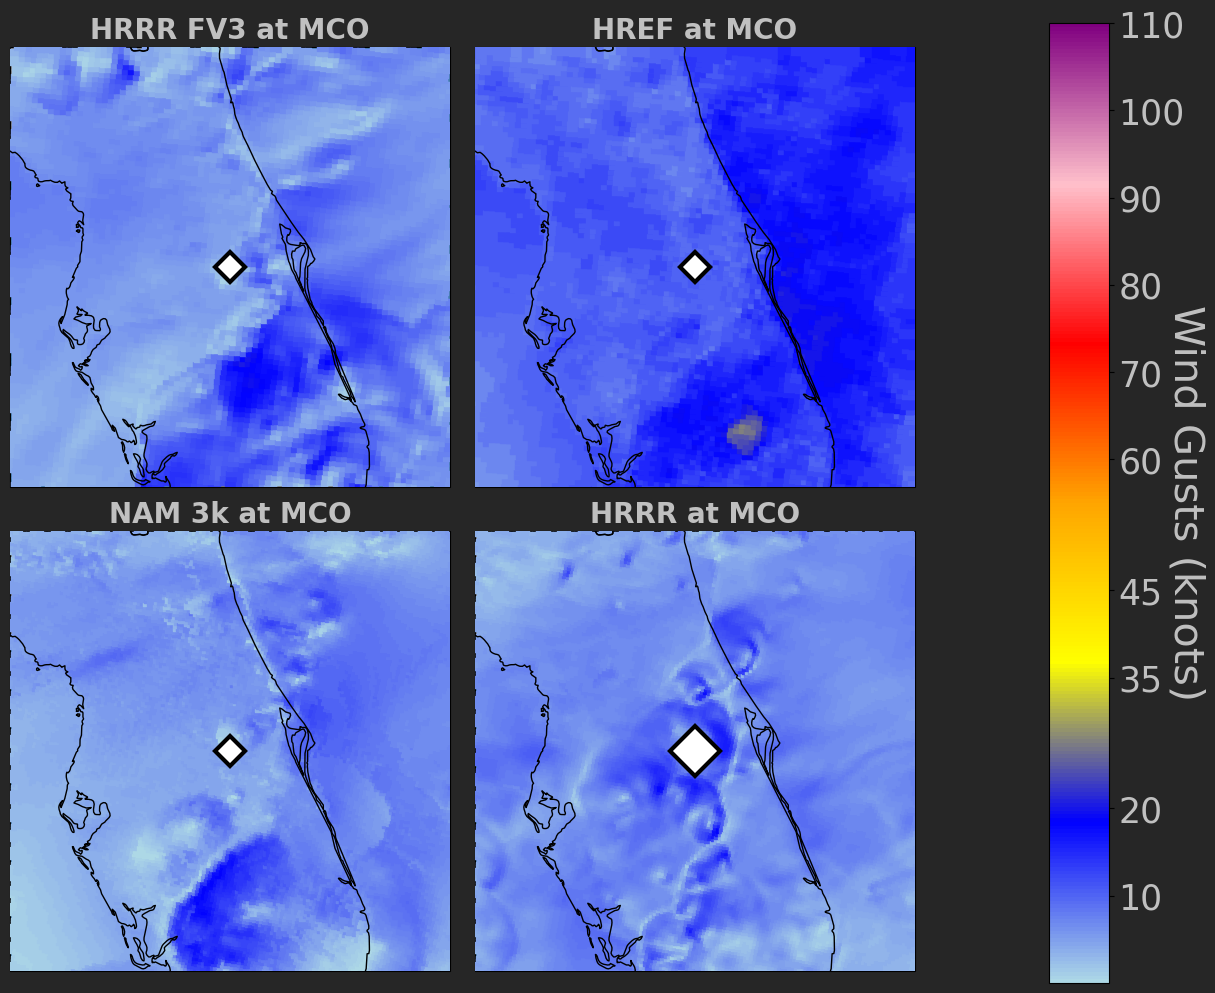 HRRR FV3 at MCO
HREF at MCO
NAM 3k at MCO
HRRR at MCO
110
100
90
80
70
60
45
35
20
10
Wind Gusts (knots)